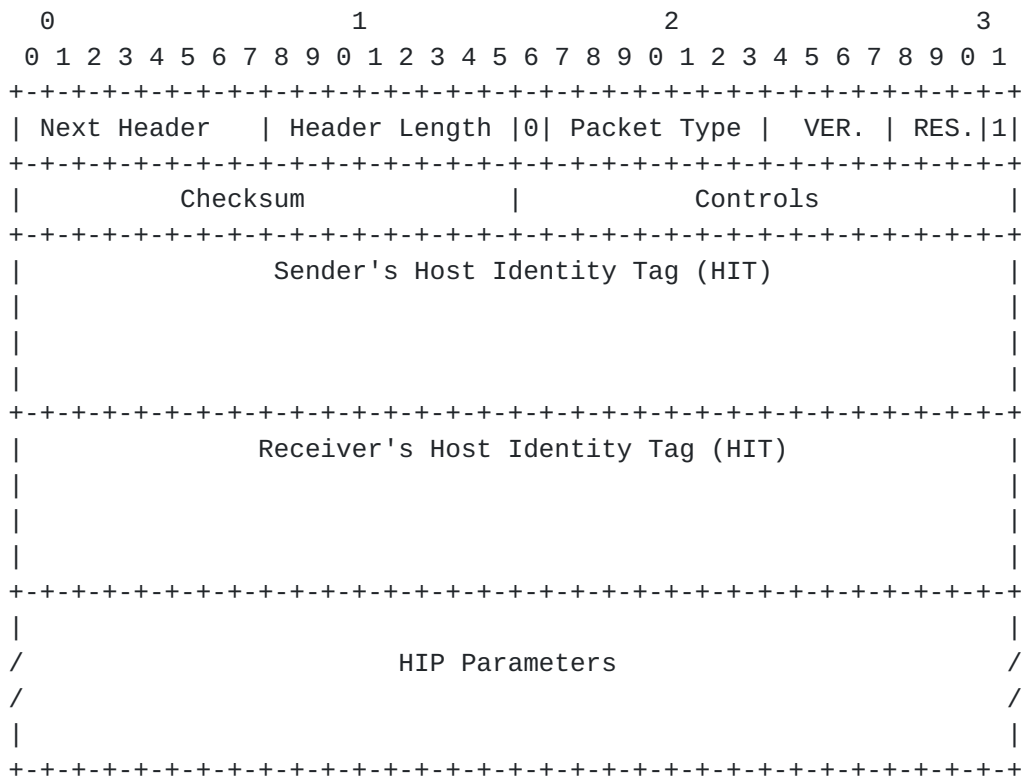 0                   1                   2                   3
 0 1 2 3 4 5 6 7 8 9 0 1 2 3 4 5 6 7 8 9 0 1 2 3 4 5 6 7 8 9 0 1
+-+-+-+-+-+-+-+-+-+-+-+-+-+-+-+-+-+-+-+-+-+-+-+-+-+-+-+-+-+-+-+-+
| Next Header   | Header Length |0| Packet Type |  VER. | RES.|1|
+-+-+-+-+-+-+-+-+-+-+-+-+-+-+-+-+-+-+-+-+-+-+-+-+-+-+-+-+-+-+-+-+
|          Checksum             |           Controls            |
+-+-+-+-+-+-+-+-+-+-+-+-+-+-+-+-+-+-+-+-+-+-+-+-+-+-+-+-+-+-+-+-+
|                Sender's Host Identity Tag (HIT)               |
|                                                               |
|                                                               |
|                                                               |
+-+-+-+-+-+-+-+-+-+-+-+-+-+-+-+-+-+-+-+-+-+-+-+-+-+-+-+-+-+-+-+-+
|               Receiver's Host Identity Tag (HIT)              |
|                                                               |
|                                                               |
|                                                               |
+-+-+-+-+-+-+-+-+-+-+-+-+-+-+-+-+-+-+-+-+-+-+-+-+-+-+-+-+-+-+-+-+
|                                                               |
/                        HIP Parameters                         /
/                                                               /
|                                                               |
+-+-+-+-+-+-+-+-+-+-+-+-+-+-+-+-+-+-+-+-+-+-+-+-+-+-+-+-+-+-+-+-+